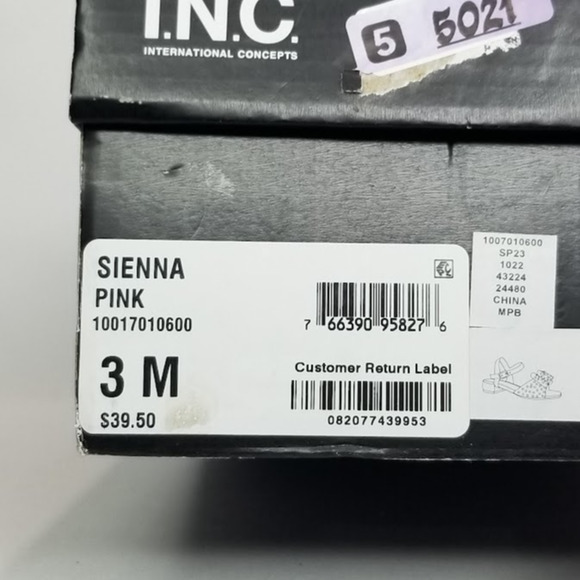 I.N.C.
INTERNATIONAL CONCEPTS
5 5021
SIENNA
PINK
10017010600
7 66390 95827 6
3 M
$39.50
Customer Return Label
082077439953
1007010600
SP23
1022
43224
24480
CHINA
MPB